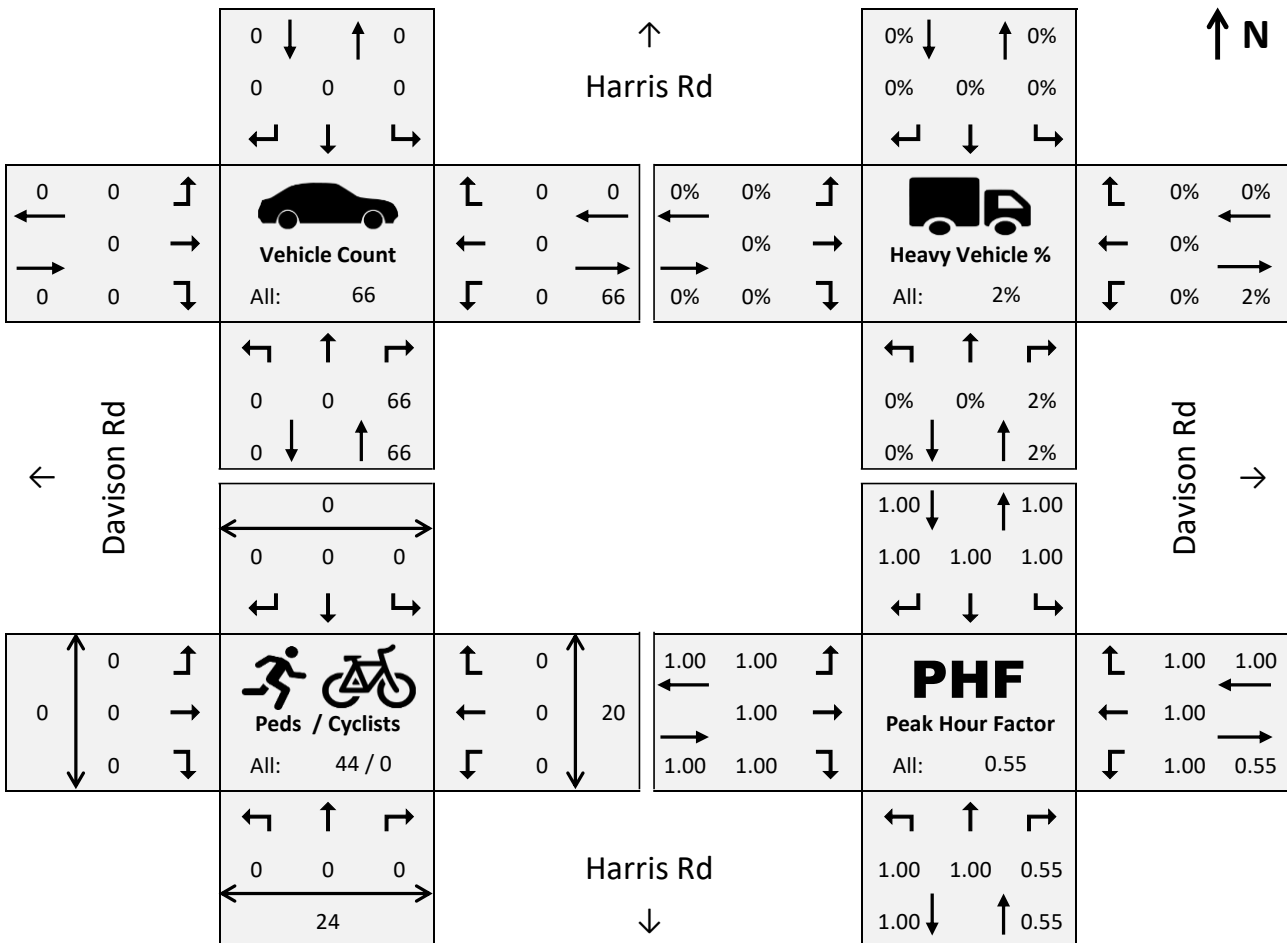 0 0 0% 0% N
Harris Rd
0 0 0 0% 0% 0%
0 0 0 0 0% 0% 0% 0%
0 Vehicle Count 0 0% Heavy Vehicle % 0%
0 0 All: 66 0 66 0% 0% All: 2% 0% 2%
0 0 66 0% 0% 2%
0 66 0% 2%
Davison Rd
Davison Rd
0 1.00 1.00
0 0 0 1.00 1.00 1.00
0 0 1.00 1.00 PHF 1.00 1.00
0 0 Peds / Cyclists 0 20 1.00 Peak Hour Factor 1.00
0 All: 44 / 0 0 1.00 1.00 All: 0.55 1.00 0.55
0 0 0 Harris Rd 1.00 1.00 0.55
24 1.00 0.55